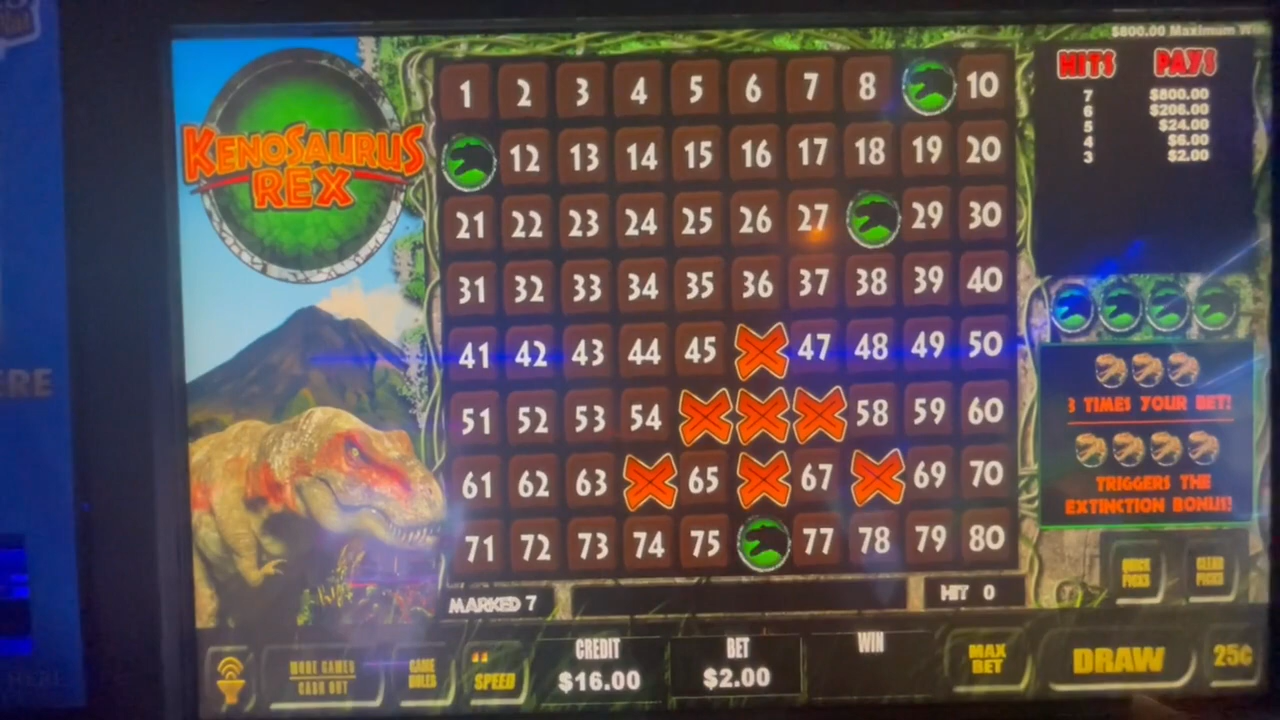 $800.00 Maximum
HITS PAYS
7 $800.00
6 $206.00
5 $24.00
4 $6.00
3 $2.00
KENOSAURUS
REX
1 2 3 4 5 6 7 8 10
12 13 14 15 16 17 18 19 20
21 22 23 24 25 26 27 29 30
31 32 33 34 35 36 37 38 39 40
41 42 43 44 45 47 48 49 50
51 52 53 54 58 59 60
61 62 63 65 67 69 70
71 72 73 74 75 77 78 79 80
3 TIMES YOUR BET!
TRIGGERS THE
EXTINCTION BONUS!
QUICK
PICKS
CLEAR
PICKS
MARKED 7
HIT 0
ERE
HERE
MORE GAMES
CASH OUT
GAME
RULES
SPEED
CREDIT
$16.00
BET
$2.00
WIN
MAX
BET
DRAW
25¢